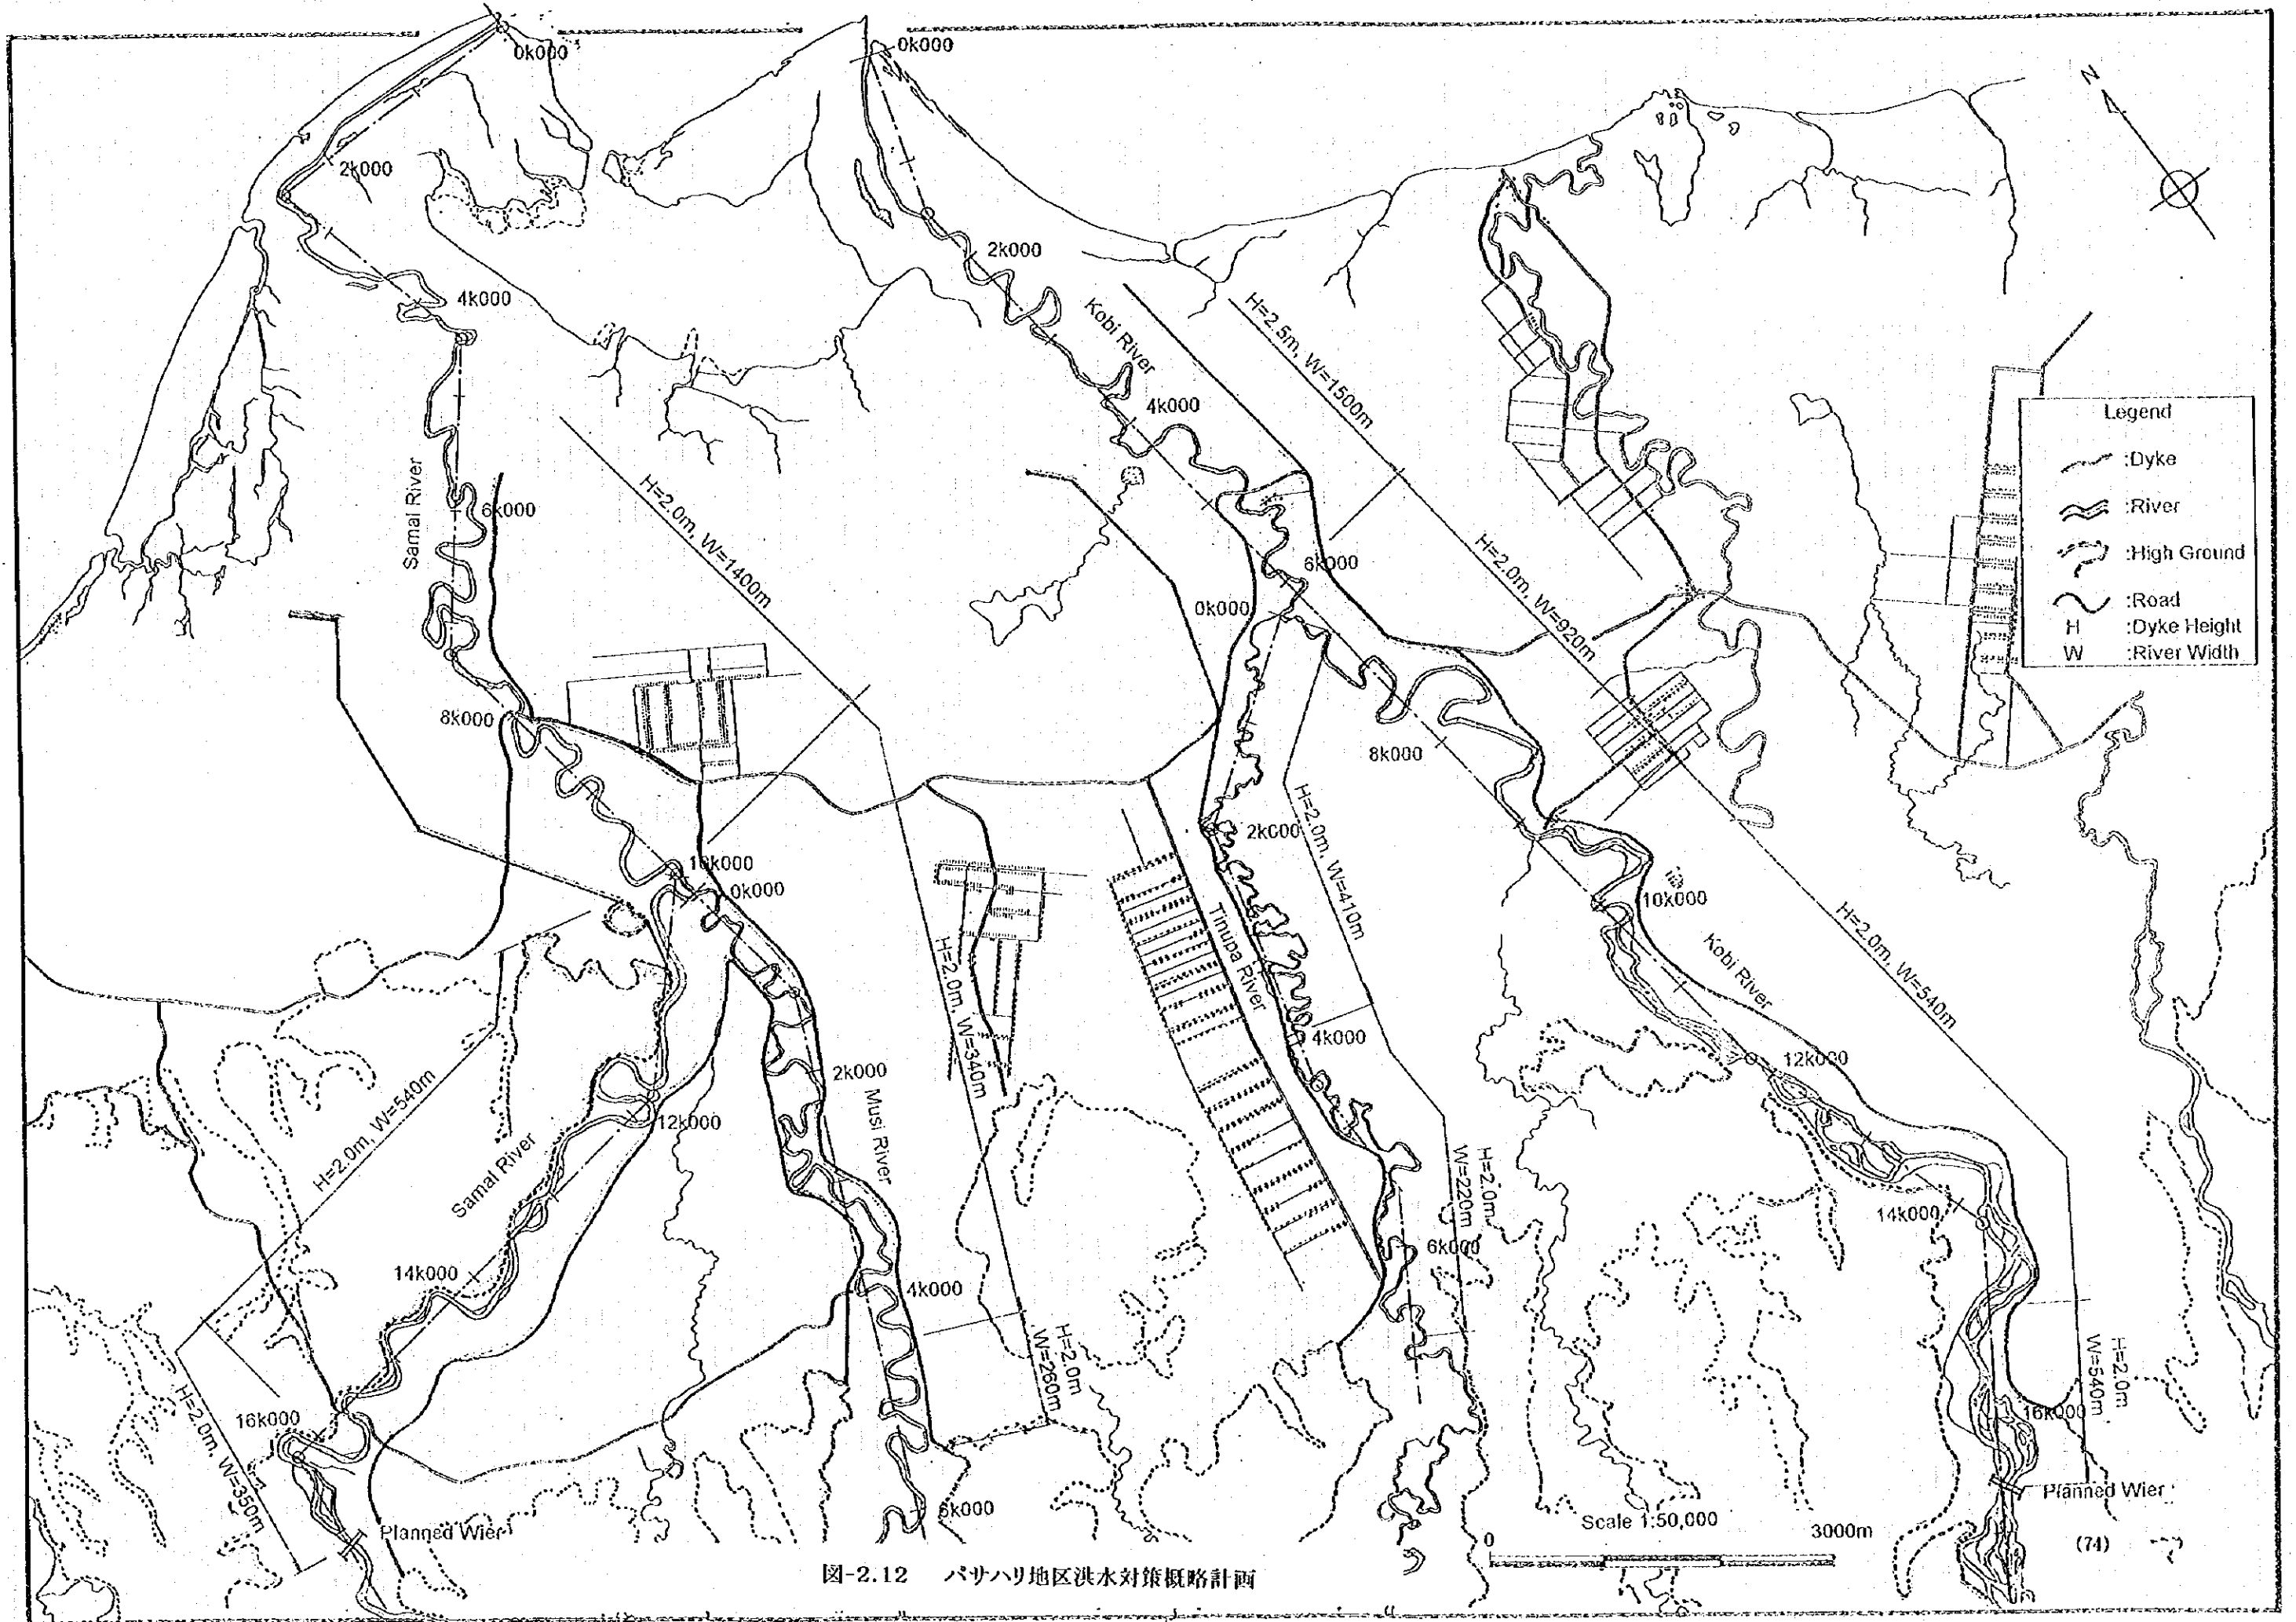 0k000
0k000
N
2k000
2k000
4k000
Kobi River
H=2.5m, W=1500m
4k000
Legend
:Dyke
:River
:High Ground
:Road
H :Dyke Height
W :River Width
Samal River
6k000
H=2.0m, W=1400m
6k000
H=2.0m, W=920m
0k000
8k000
8k000
H=2.0m, W=410m
2k000
10k000
0k000
10k000
Tinupa River
H=2.0m, W=340m
Kobi River
H=2.0m, W=540m
4k000
12k000
2k000
Musi River
H=2.0m, W=540m
12k000
Samal River
H=2.0m
W=220m
14k000
6k000
14k000
4k000
H=2.0m
W=260m
H=2.0m
W=540m
16k000
16k000
H=2.0m, W=350m
Planned Wier
6k000
Planned Wier
Scale 1:50,000
0 3000m
(74)
図-2.12 パサハリ地区洪水対策概略計画